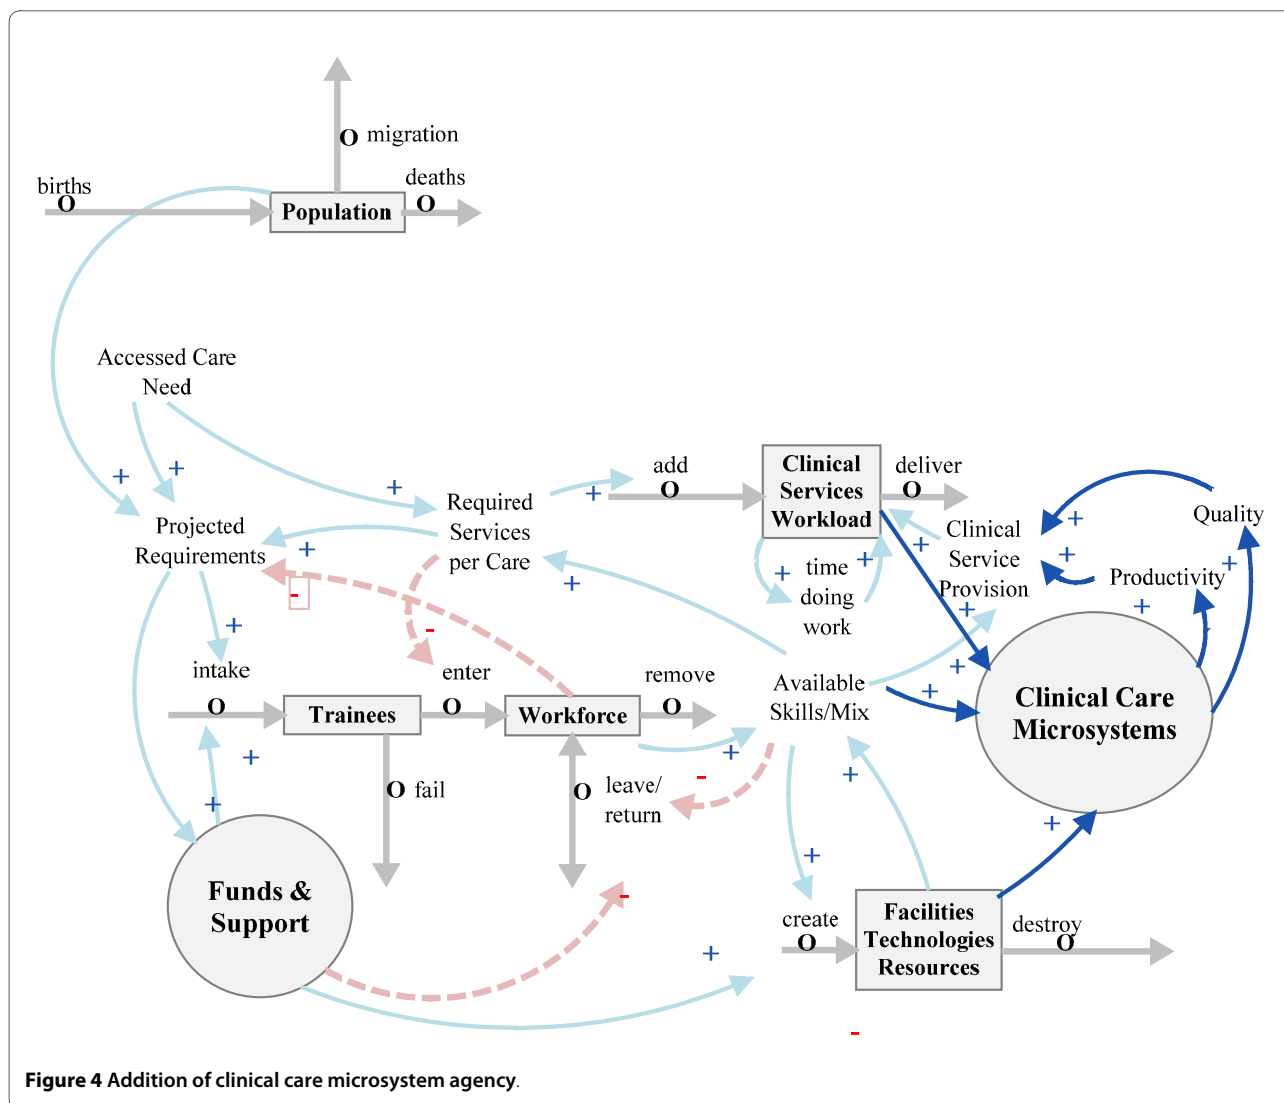 O migration
births
deaths
O
O
Population
Accessed Care
Need
+
+
+
Projected
Requirements
+
-
Required
Services
per Care
+
+
add
O
Clinical
Services
Workload
deliver
O
+
+
+
time
doing
work
Clinical
Service
Provision
+
+
+
Quality
+
Productivity
+
+
+
+
Clinical Care
Microsystems
-
+
intake
O
Trainees
enter
O
Workforce
remove
O
Available
Skills/Mix
+
+
+
O fail
O leave/
return
-
+
+
+
Funds &
Support
-
+
create
O
Facilities
Technologies
Resources
destroy
O
-
Figure 4 Addition of clinical care microsystem agency.